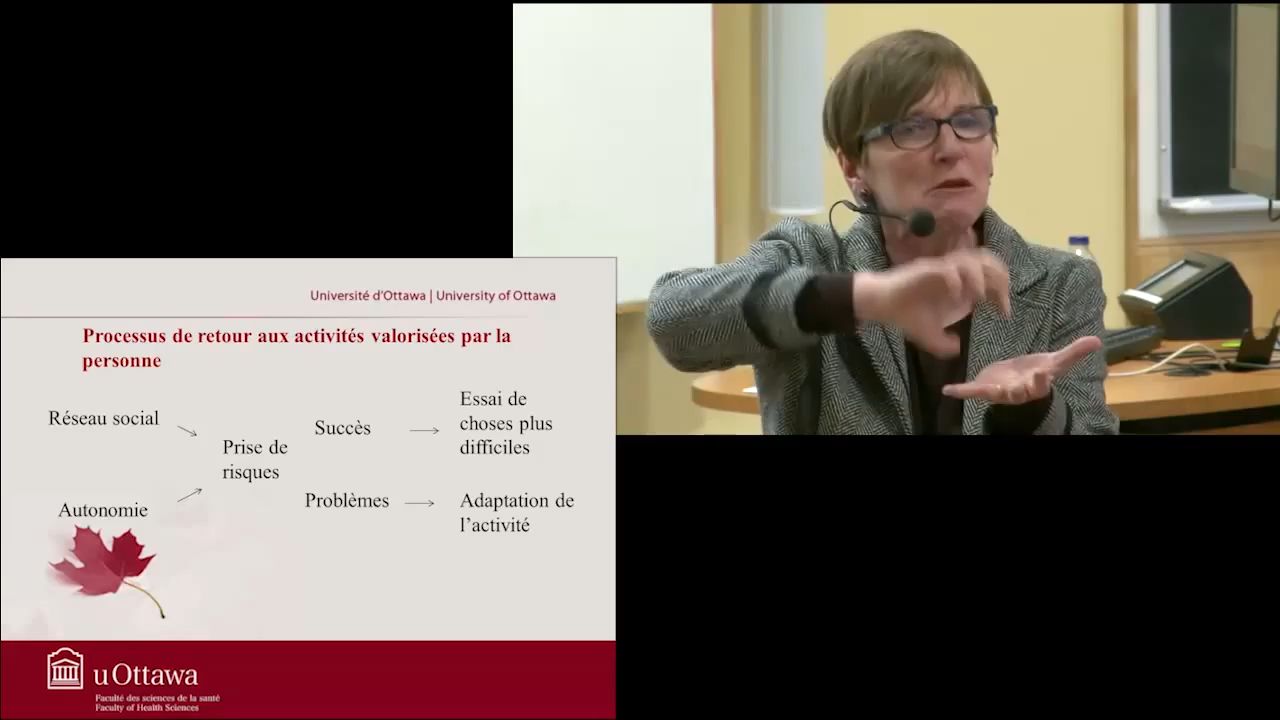 Université d'Ottawa | University of Ottawa
Processus de retour aux activités valorisées par la
personne
Réseau social
Autonomie
Prise de
risques
Succès
Problèmes
Essai de
choses plus
difficiles
Adaptation de
l'activité
uOttawa
Faculté des sciences de la santé
Faculty of Health Sciences